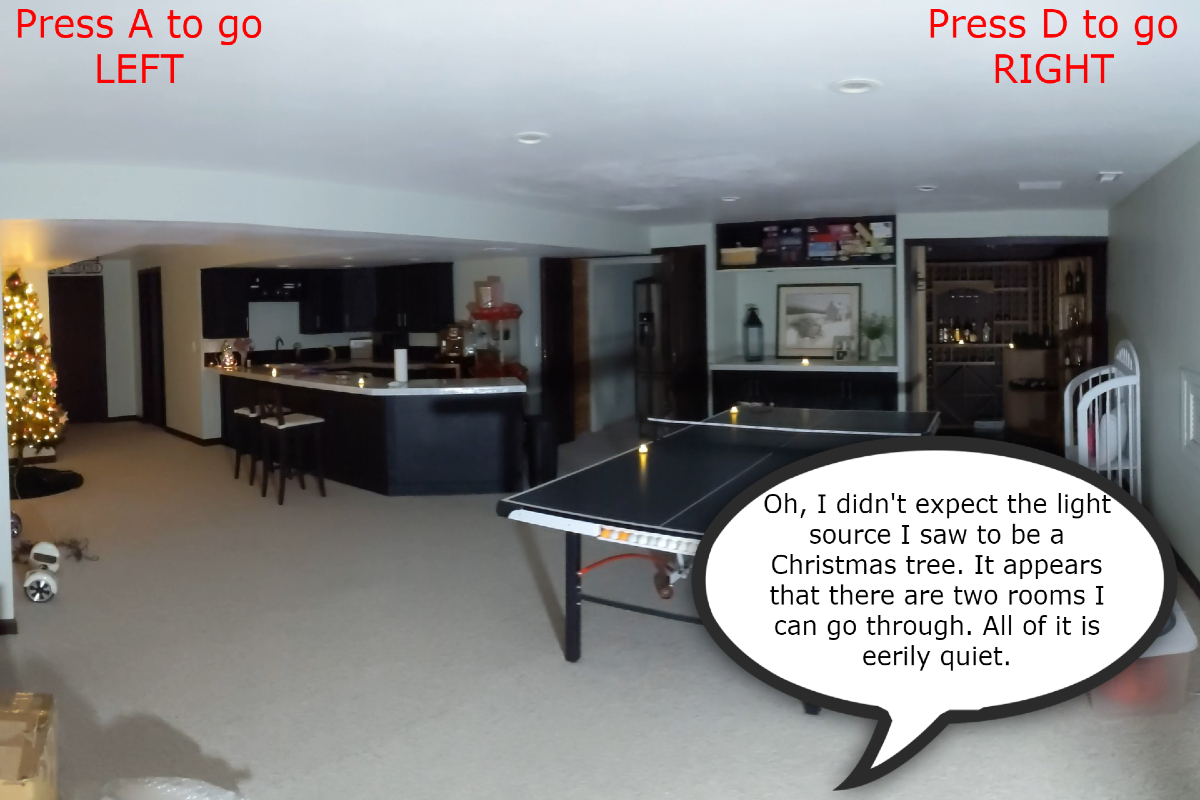 Press A to go
LEFT
Press D to go
RIGHT
Oh, I didn't expect the light
source I saw to be a
Christmas tree. It appears
that there are two rooms I
can go through. All of it is
eerily quiet.